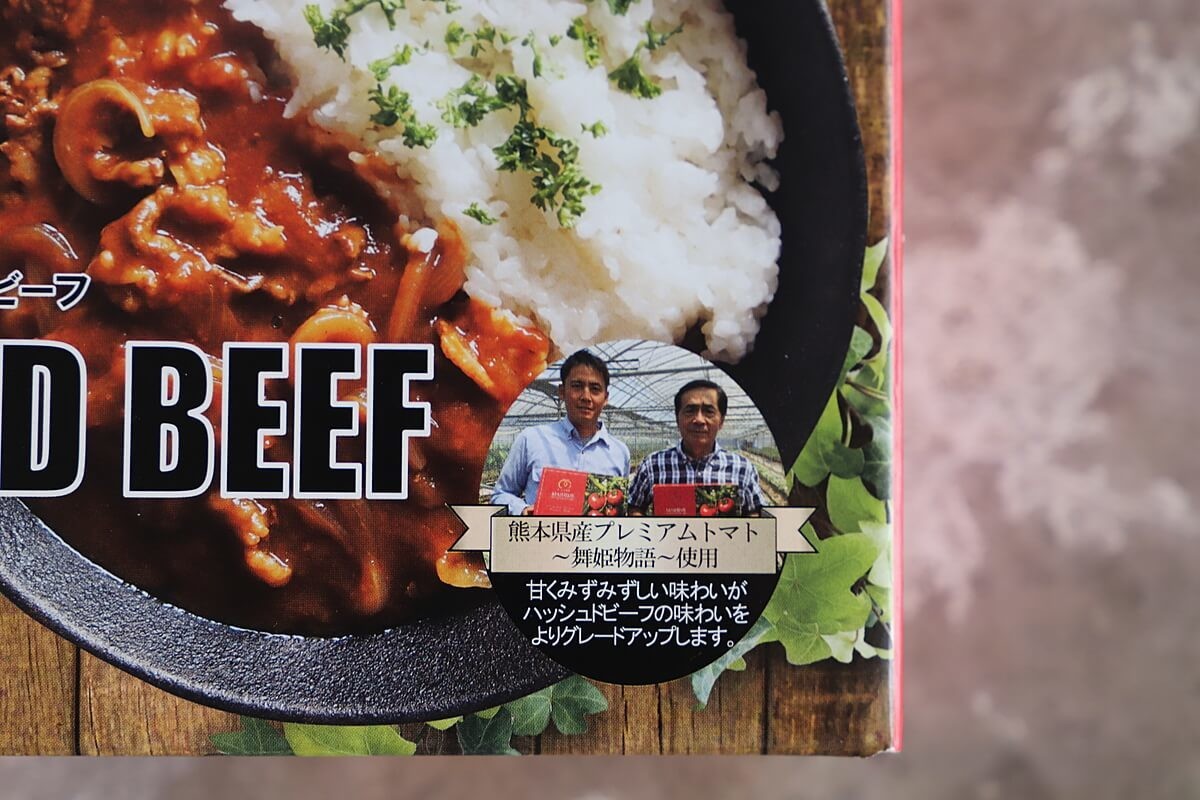 ビーフ
D BEEF
熊本県産プレミアムトマト
～舞姫物語～使用
甘くみずみずしい味わいが
ハッシュドビーフの味わいを
よりグレードアップします。